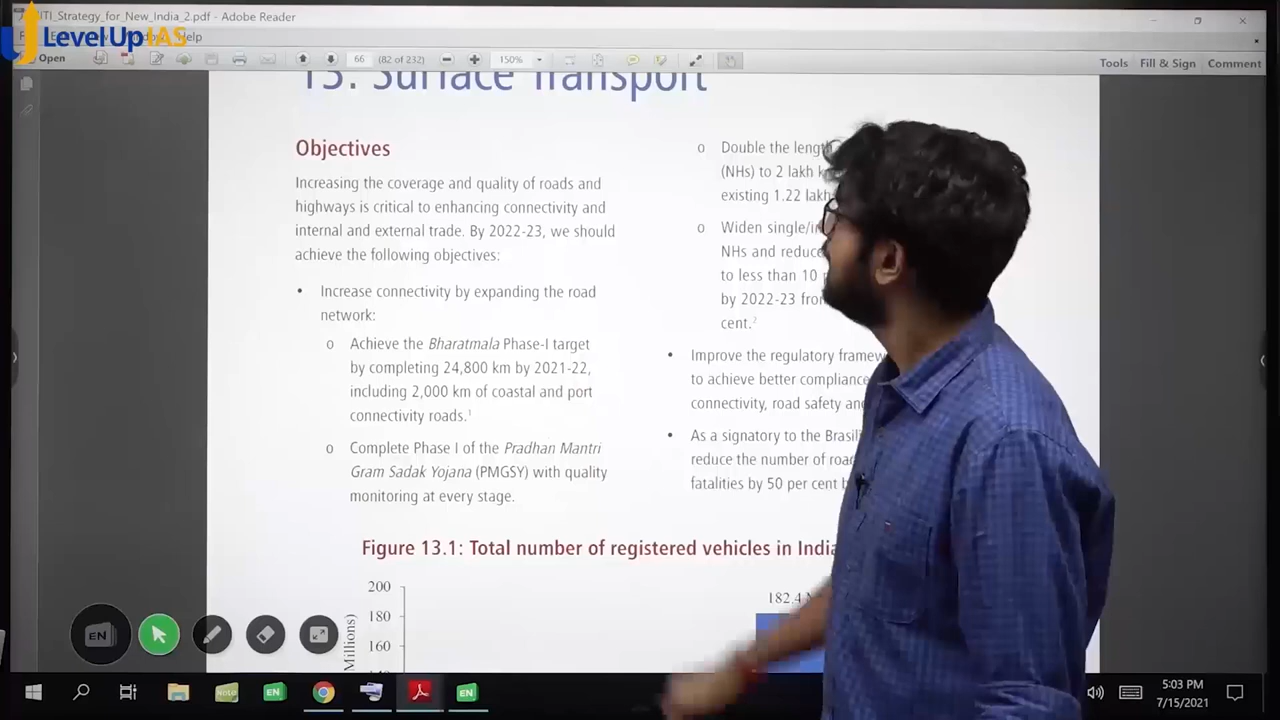 ITI_Strategy_for_New_India_2.pdf - Adobe Reader
LevelUp IAS
Help
Open
66
(82 of 232)
150%
Tools
Fill & Sign
Comment
13. Surface Transport
Objectives
Increasing the coverage and quality of roads and
highways is critical to enhancing connectivity and
internal and external trade. By 2022-23, we should
achieve the following objectives:
• Increase connectivity by expanding the road
network:
o Achieve the Bharatmala Phase-I target
by completing 24,800 km by 2021-22,
including 2,000 km of coastal and port
connectivity roads.1
o Complete Phase I of the Pradhan Mantri
Gram Sadak Yojana (PMGSY) with quality
monitoring at every stage.
o Double the length
(NHs) to 2 lakh
existing 1.22 lakh
o Widen
NHs and reduce
to less than 10
by 2022-23
cent.2
• Improve the regulatory
to achieve better compliance
connectivity, road safety
• As a signatory to the
reduce the number of road
fatalities by 50 per cent
Figure 13.1: Total number of registered vehicles in India
200
180
160
Millions)
182.4
EN
Note
EN
EN
5:03 PM
7/15/2021